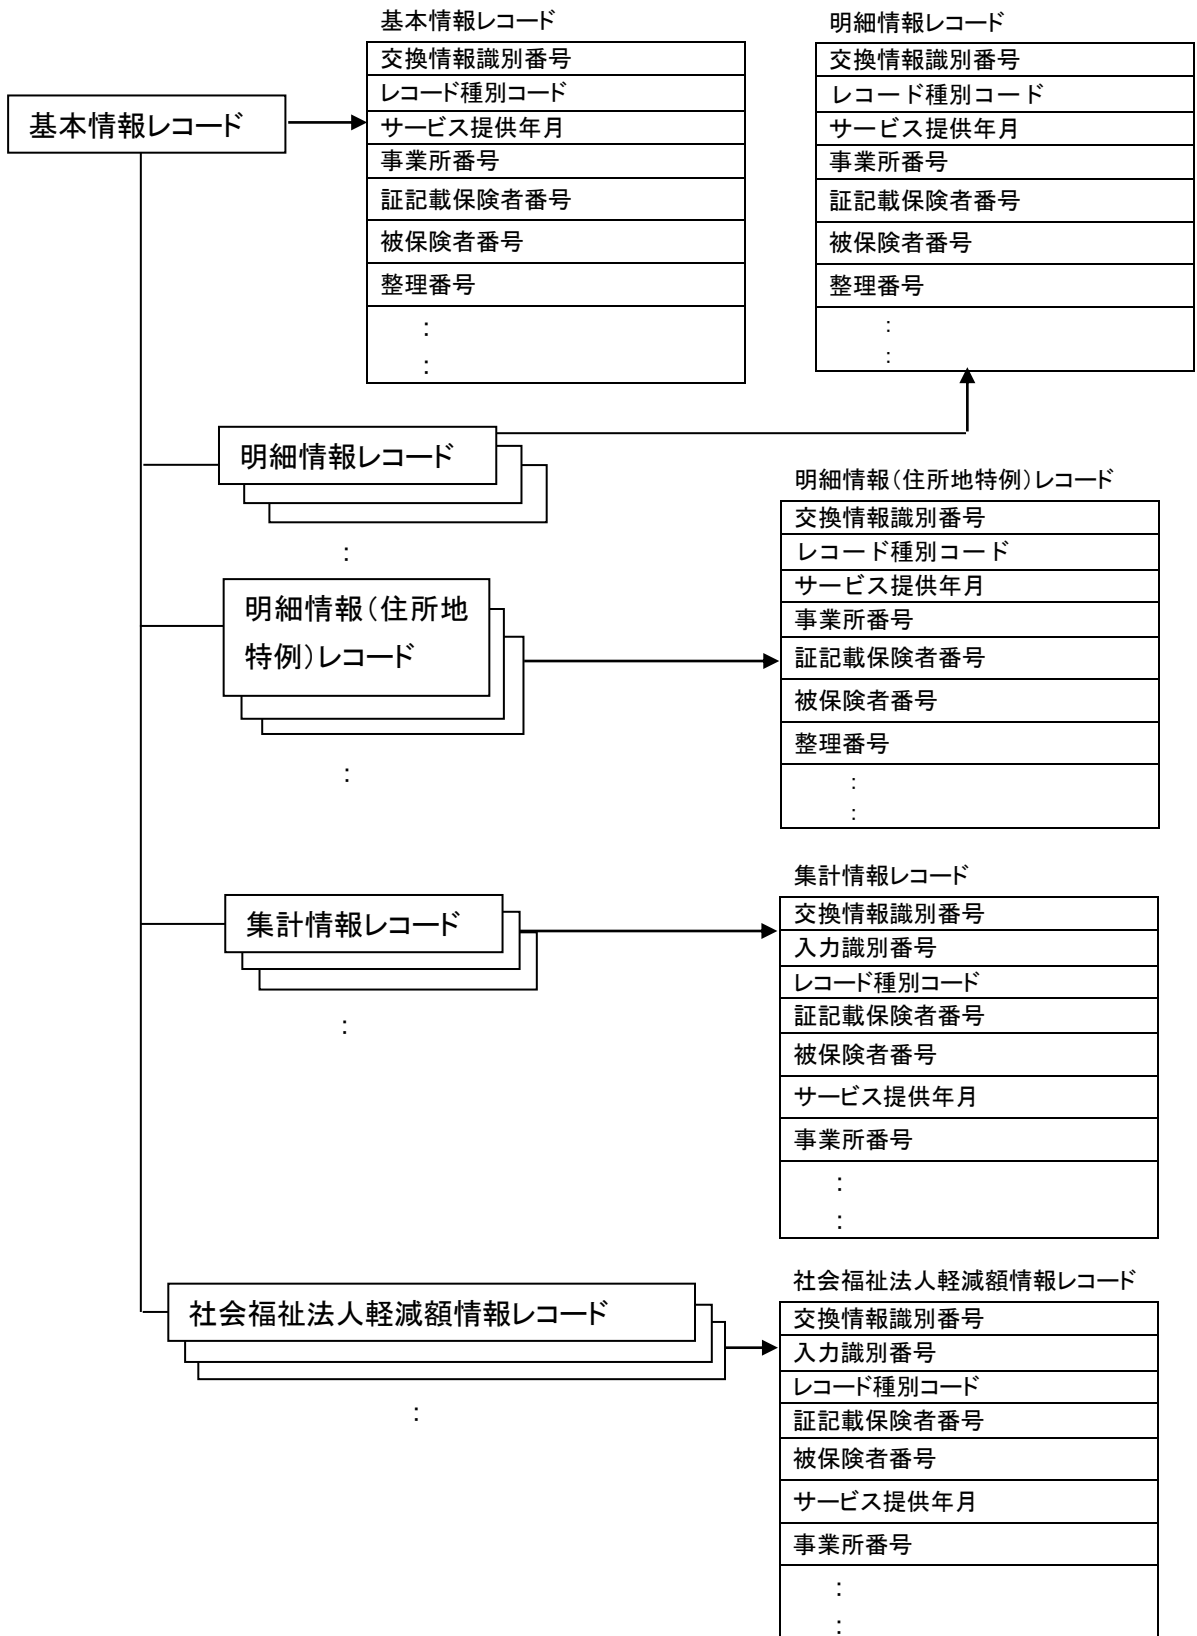 基本情報レコード
交換情報識別番号
レコード種別コード
サービス提供年月
事業所番号
証記載保険者番号
被保険者番号
整理番号
:
:
明細情報レコード
交換情報識別番号
レコード種別コード
サービス提供年月
事業所番号
証記載保険者番号
被保険者番号
整理番号
:
:
基本情報レコード
明細情報レコード
:
明細情報(住所地
特例)レコード
:
明細情報(住所地特例)レコード
交換情報識別番号
レコード種別コード
サービス提供年月
事業所番号
証記載保険者番号
被保険者番号
整理番号
:
:
集計情報レコード
:
集計情報レコード
交換情報識別番号
入力識別番号
レコード種別コード
証記載保険者番号
被保険者番号
サービス提供年月
事業所番号
:
:
社会福祉法人軽減額情報レコード
:
社会福祉法人軽減額情報レコード
交換情報識別番号
入力識別番号
レコード種別コード
証記載保険者番号
被保険者番号
サービス提供年月
事業所番号
:
: